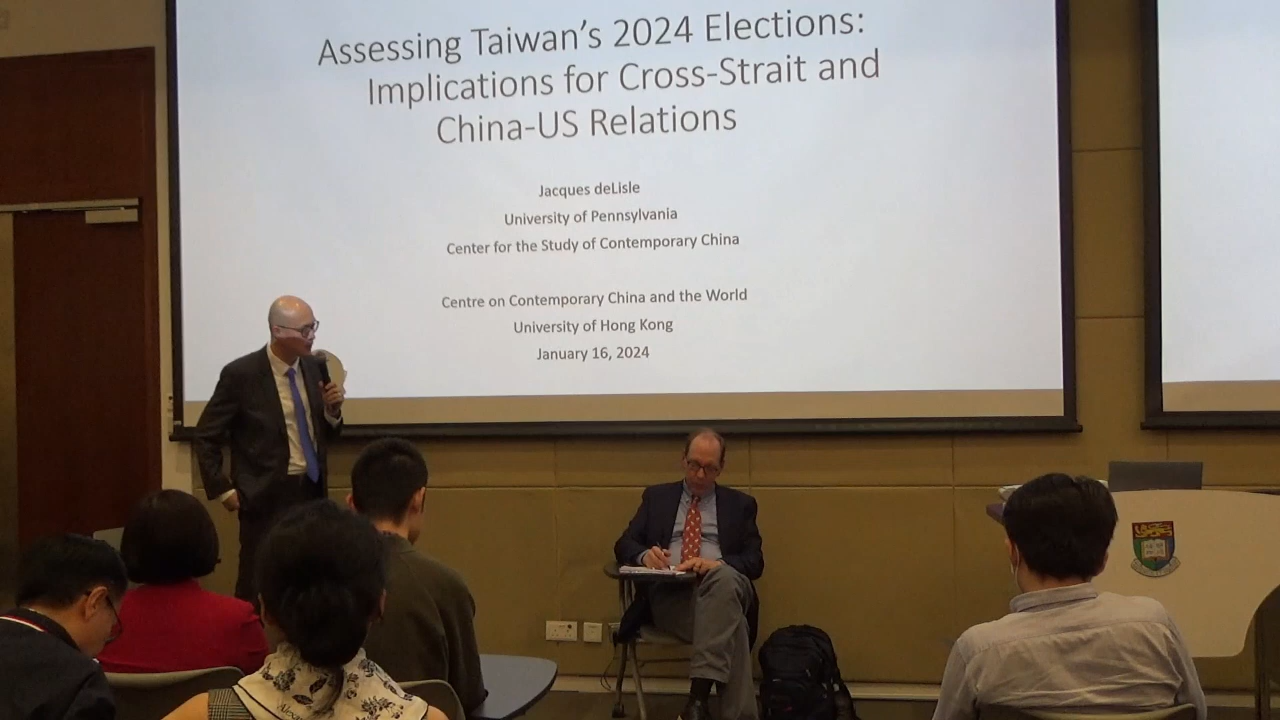 Assessing Taiwan's 2024 Elections:
Implications for Cross-Strait and
China-US Relations
Jacques deLisle
University of Pennsylvania
Center for the Study of Contemporary China
Centre on Contemporary China and the World
University of Hong Kong
January 16, 2024